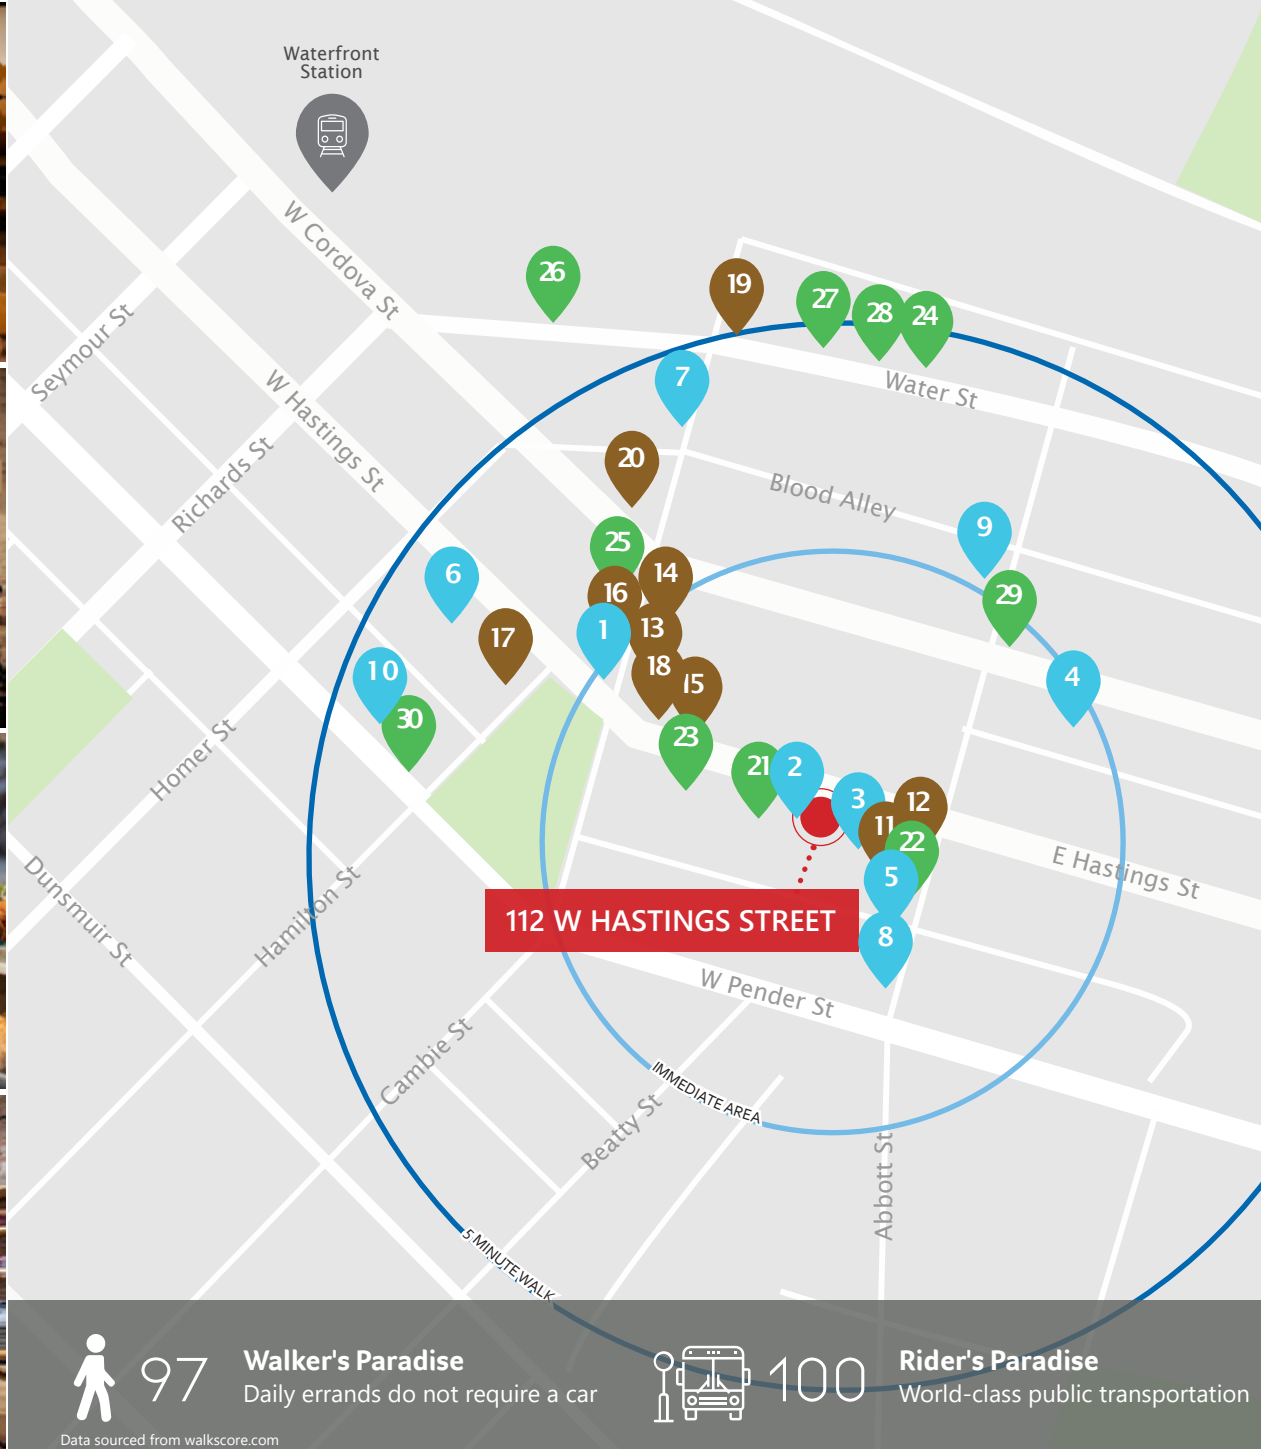 Waterfront
Station
W Cordova St
26
19
27
28
24
Seymour St
W Hastings St
7
Water St
Richards St
20
Blood Alley
9
25
14
6
16
29
1
13
17
10
18
15
4
30
23
Homer St
21
2
3
12
11
22
5
E Hastings St
Dunsmuir St
Hamilton St
112 W HASTINGS STREET
8
W Pender St
Cambie St
IMMEDIATE AREA
Beatty St
Abbott St
5 MINUTE WALK
97
Walker's Paradise
Daily errands do not require a car
100
Rider's Paradise
World-class public transportation
Data sourced from walkscore.com